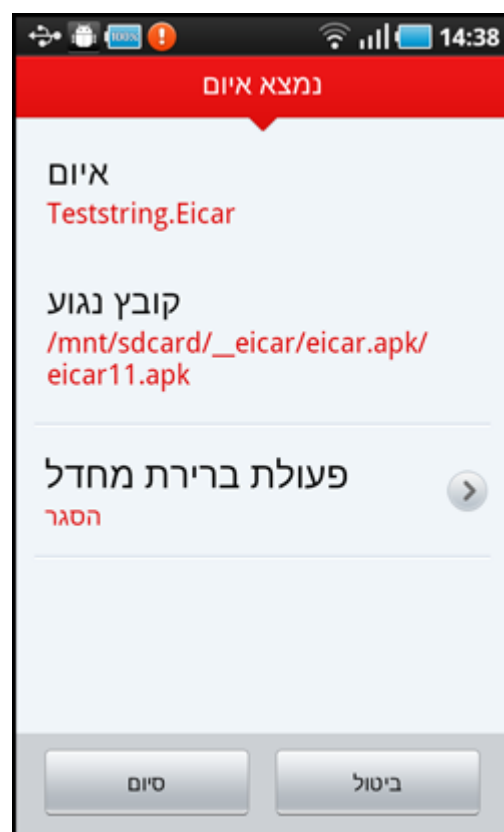 100%
14:38
נמצא איום
איום
Teststring.Eicar
קובץ נגוע
/mnt/sdcard/__eicar/eicar.apk/
eicar11.apk
פעולת ברירת מחדל
הסגר
סיום
ביטול